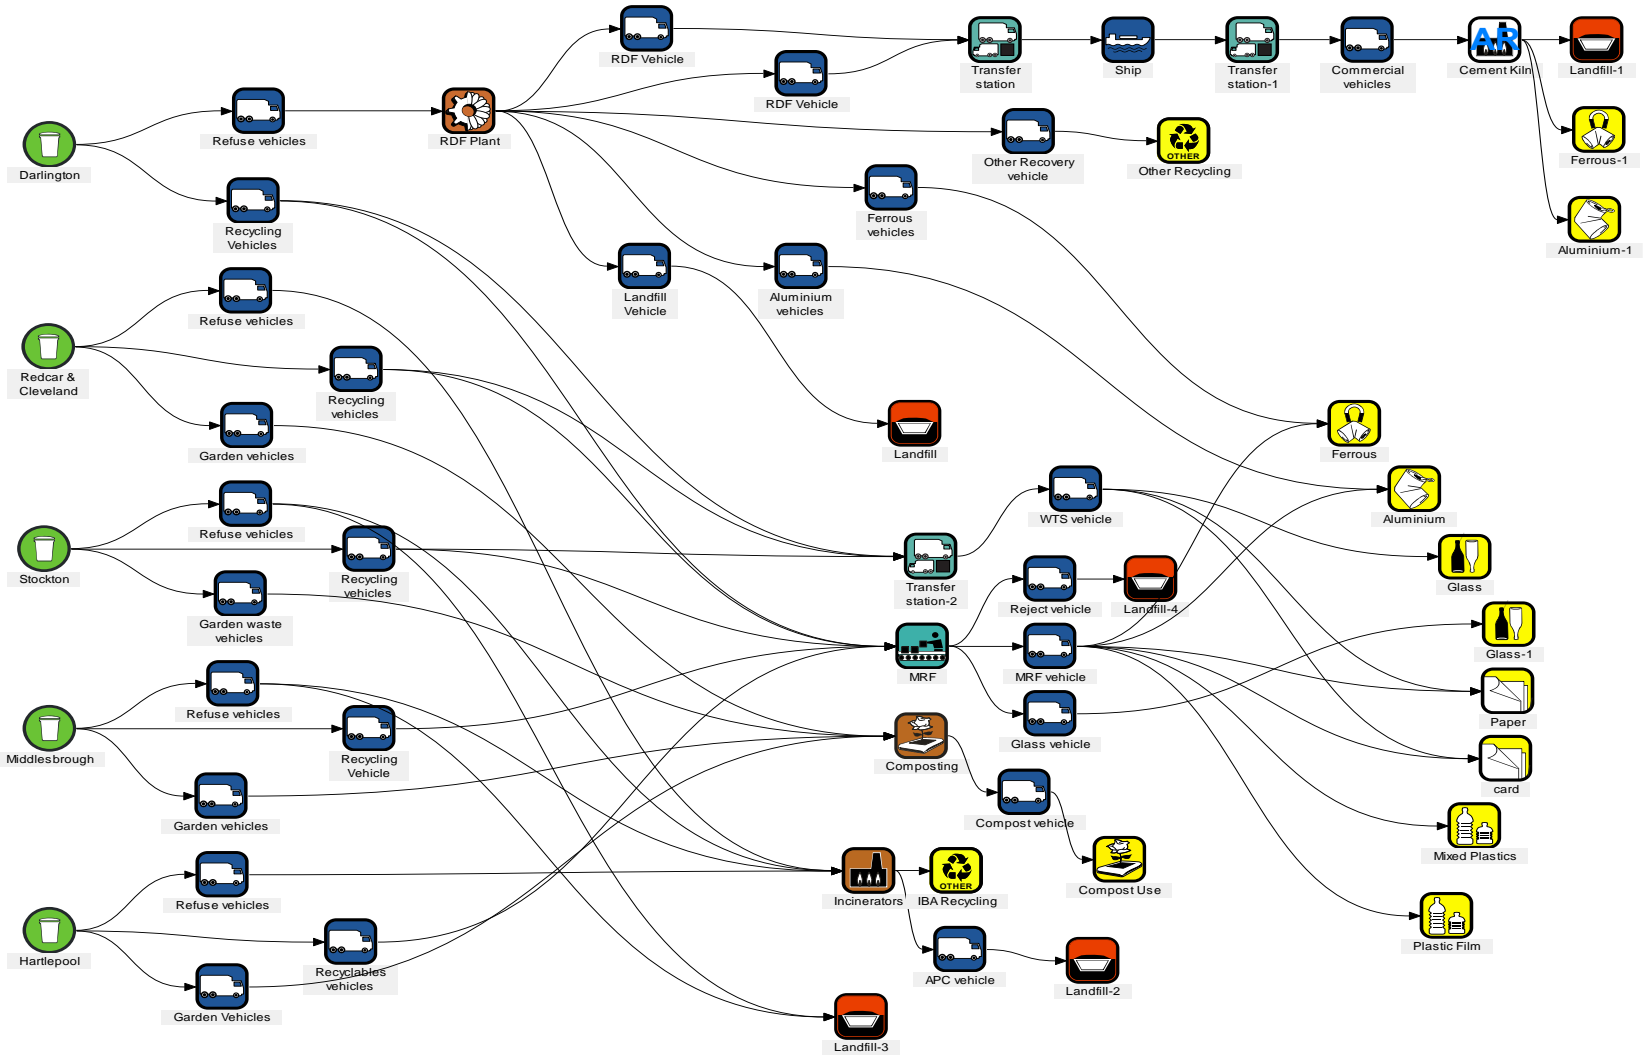 RDF Vehicle
Transfer
station
Ship
Transfer
station-1
Commercial
vehicles
AR
Cement Kiln
Landfill-1
RDF Vehicle
Refuse vehicles
RDF Plant
Other Recovery
vehicle
OTHER
Other Recycling
Ferrous-1
Darlington
Recycling
Vehicles
Ferrous
vehicles
Aluminium-1
Refuse vehicles
Landfill
Vehicle
Aluminium
vehicles
Redcar &
Cleveland
Recycling
vehicles
Garden vehicles
Landfill
Ferrous
Refuse vehicles
WTS vehicle
Aluminium
Stockton
Recycling
vehicles
Transfer
station-2
Glass
Garden waste
vehicles
Reject vehicle
Landfill-4
Glass-1
MRF
MRF vehicle
Refuse vehicles
Paper
Middlesbrough
Recycling
Vehicle
Glass vehicle
Composting
card
Garden vehicles
Compost vehicle
Mixed Plastics
Refuse vehicles
Incinerators
OTHER
IBA Recycling
Compost Use
Hartlepool
Recyclables
vehicles
Plastic Film
APC vehicle
Landfill-2
Garden Vehicles
Landfill-3